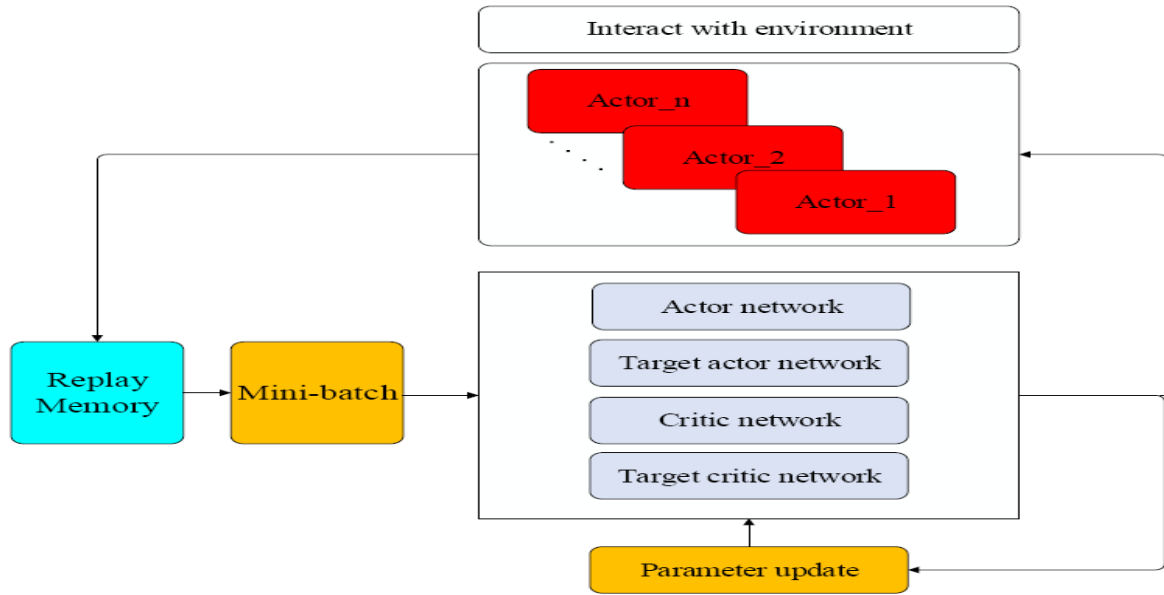 Interact with environment
Actor_n
Actor_2
Actor_1
Actor network
Target actor network
Critic network
Target critic network
Replay
Memory
Mini-batch
Parameter update